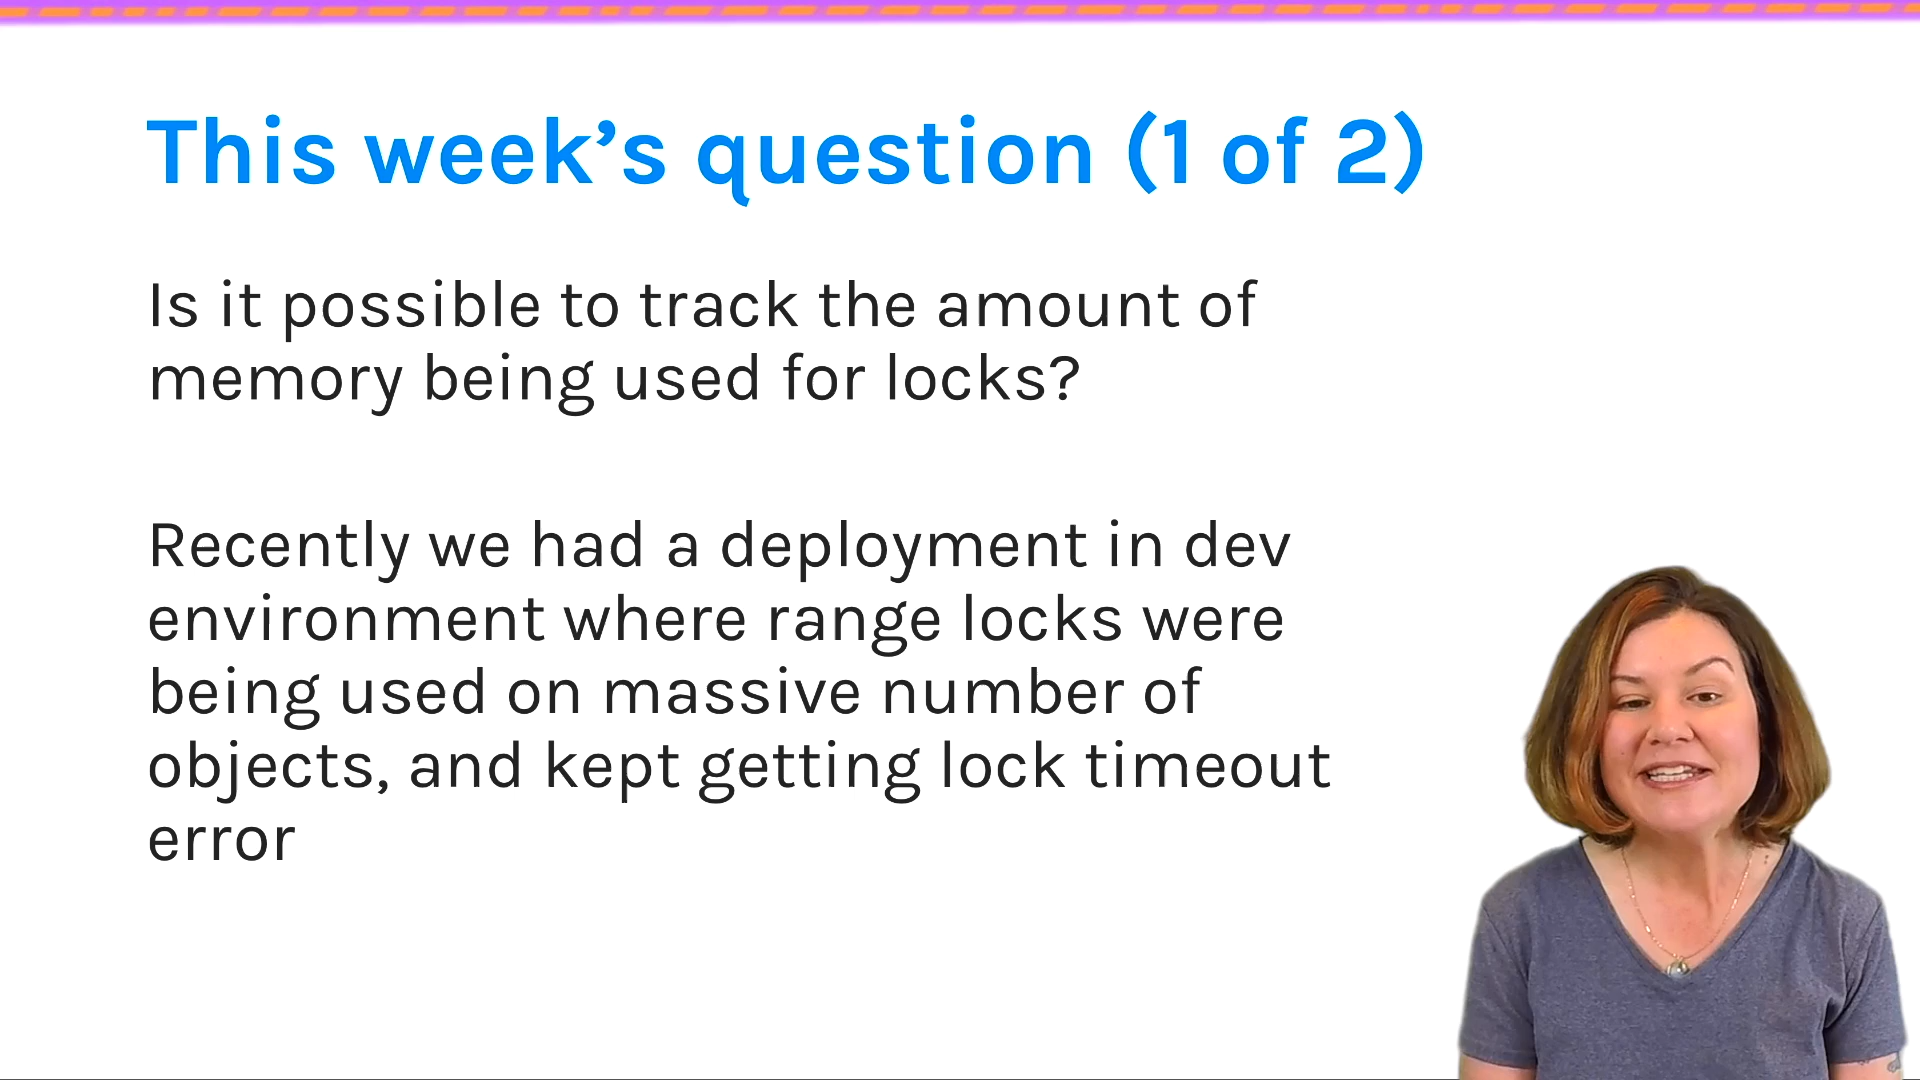 This week’s question (1 of 2)
Is it possible to track the amount of
memory being used for locks?
Recently we had a deployment in dev
environment where range locks were
being used on massive number of
objects, and kept getting lock timeout
error